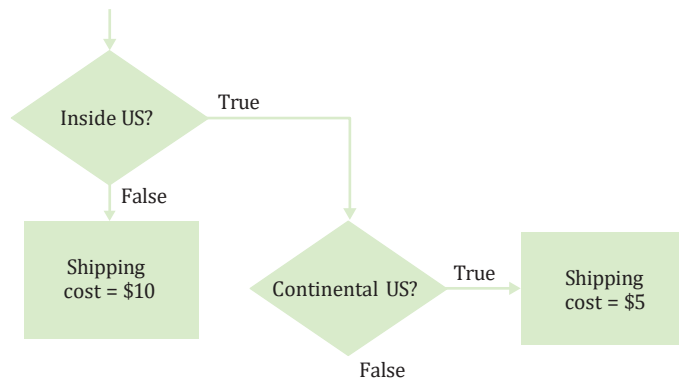 Inside US?
True
False
Shipping
cost = $10
Continental US?
True
Shipping
cost = $5
False